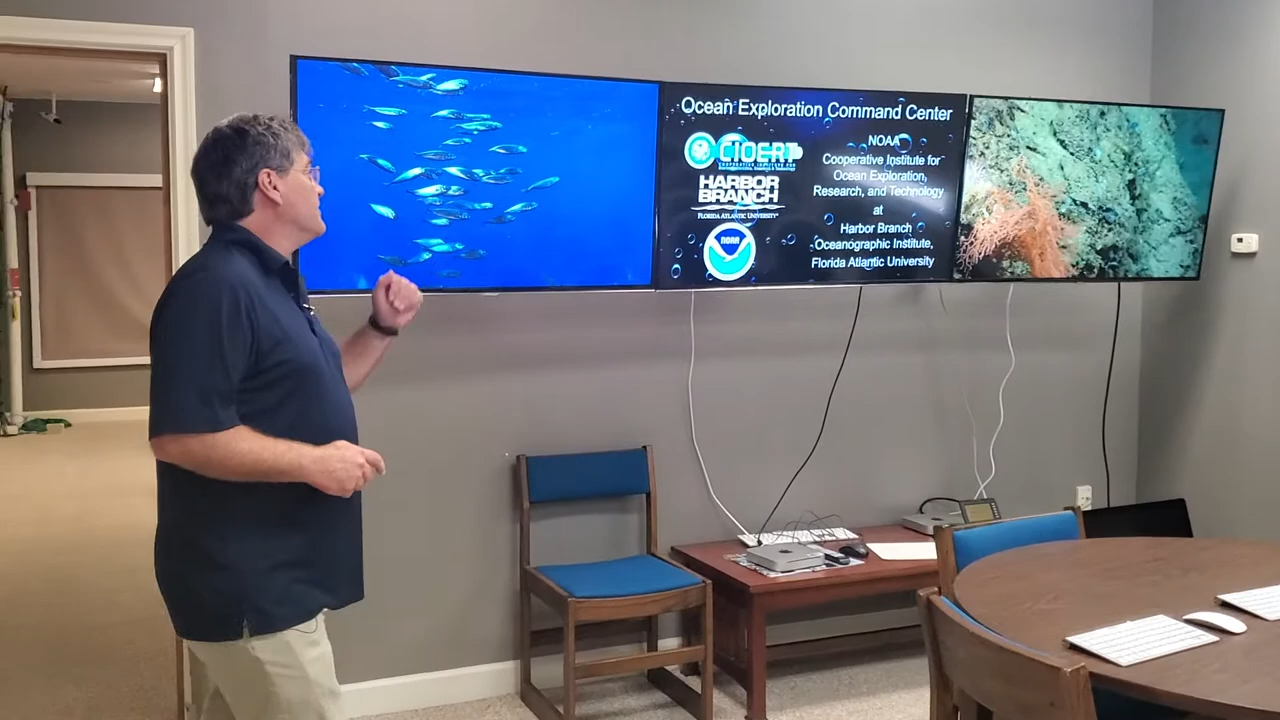 Ocean Exploration Command Center
CIOERT
HARBOR
BRANCH
FLORIDA ATLANTIC UNIVERSITY
NOAA
NOAA
Cooperative Institute for
Ocean Exploration,
Research, and Technology
at
Harbor Branch
Oceanographic Institute,
Florida Atlantic University